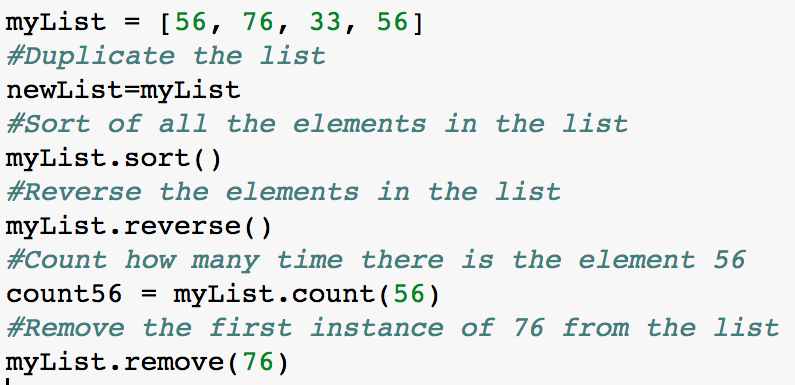 myList = [56, 76, 33, 56]
#Duplicate the list
newList=myList
#Sort of all the elements in the list
myList.sort()
#Reverse the elements in the list
myList.reverse()
#Count how many time there is the element 56
count56 = myList.count(56)
#Remove the first instance of 76 from the list
myList.remove(76)